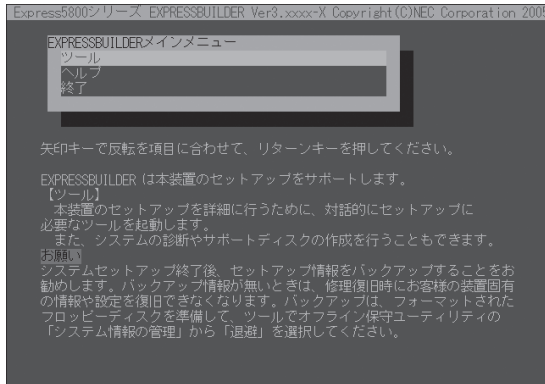 Express5800シリーズ EXPRESSBUILDER Ver3.xxxx-X Copyright(C)NEC Corporation 2005
EXPRESSBUILDERメインメニュー
ツール
ヘルプ
終了
矢印キーで反転を項目に合わせて、リターンキーを押してください。
EXPRESSBUILDER は本装置のセットアップをサポートします。
【ツール】
本装置のセットアップを詳細に行うために、対話的にセットアップに
必要なツールを起動します。
また、システムの診断やサポートディスクの作成を行うこともできます。
お願い
システムセットアップ終了後、セットアップ情報をバックアップすることをお
勧めします。バックアップ情報が無いときは、修理復旧時にお客様の装置固有
の情報や設定を復旧できなくなります。バックアップは、フォーマットされた
フロッピーディスクを準備して、ツールでオフライン保守ユーティリティの
「システム情報の管理」から「退避」を選択してください。